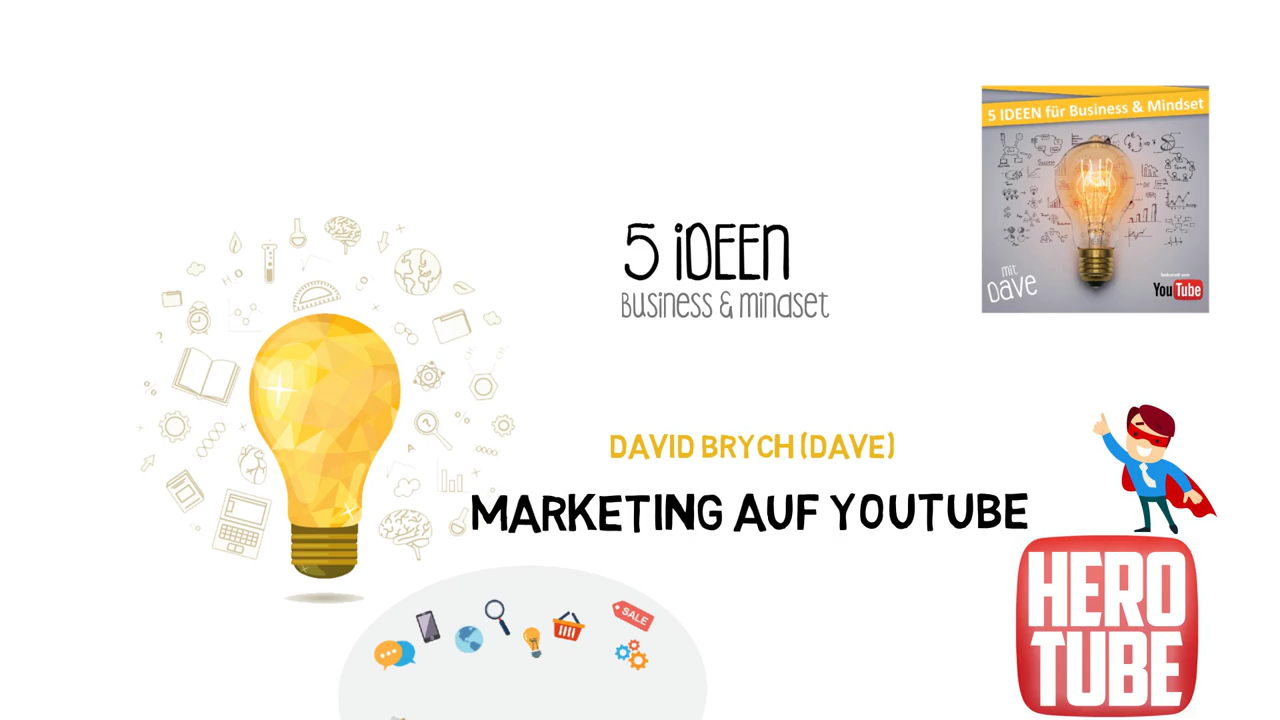 5 IDEEN für Business & Mindset
5 iDEEN
Business & mindset
mit
Dave
YouTube
DAVID BRYCH (DAVE)
MARKETING AUF YOUTUBE
SALE
HERO
TUBE